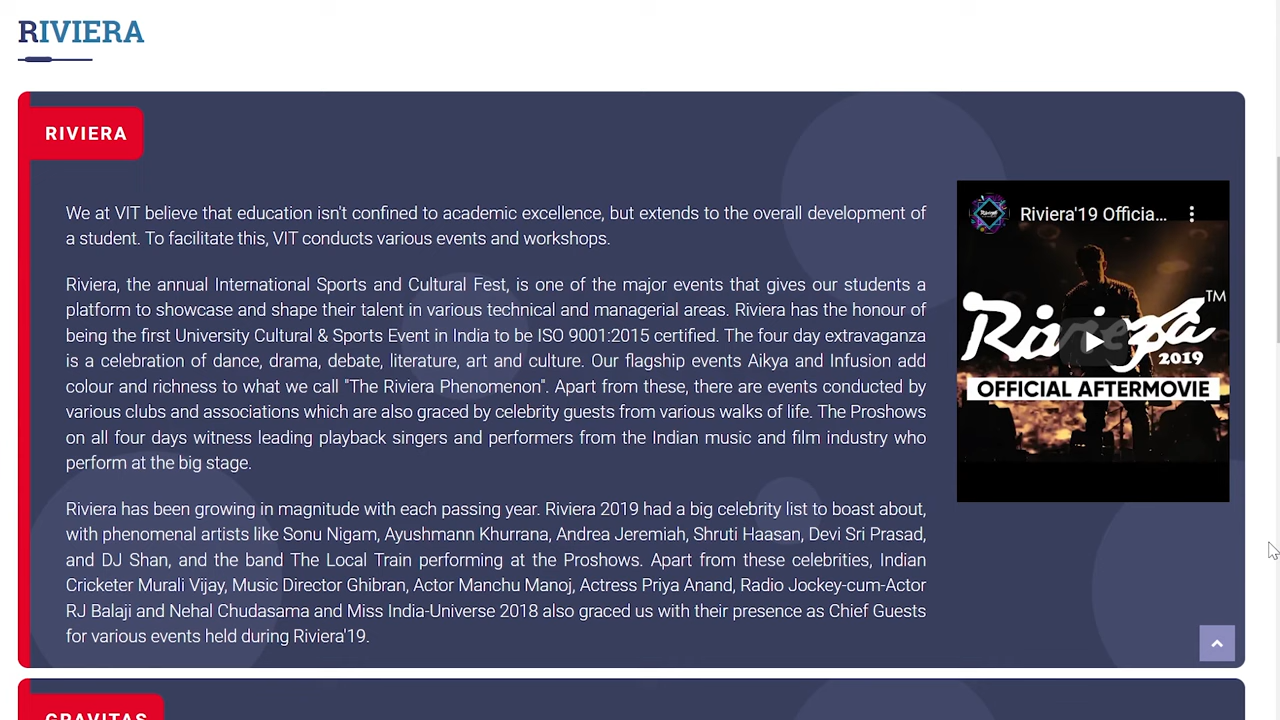 RIVIERA
RIVIERA
We at VIT believe that education isn't confined to academic excellence, but extends to the overall development of
a student. To facilitate this, VIT conducts various events and workshops.
Riviera, the annual International Sports and Cultural Fest, is one of the major events that gives our students a
platform to showcase and shape their talent in various technical and managerial areas. Riviera has the honour of
being the first University Cultural & Sports Event in India to be ISO 9001:2015 certified. The four day extravaganza
is a celebration of dance, drama, debate, literature, art and culture. Our flagship events Aikya and Infusion add
colour and richness to what we call "The Riviera Phenomenon". Apart from these, there are events conducted by
various clubs and associations which are also graced by celebrity guests from various walks of life. The Proshows
on all four days witness leading playback singers and performers from the Indian music and film industry who
perform at the big stage.
Riviera has been growing in magnitude with each passing year. Riviera 2019 had a big celebrity list to boast about,
with phenomenal artists like Sonu Nigam, Ayushmann Khurrana, Andrea Jeremiah, Shruti Haasan, Devi Sri Prasad,
and DJ Shan, and the band The Local Train performing at the Proshows. Apart from these celebrities, Indian
Cricketer Murali Vijay, Music Director Ghibran, Actor Manchu Manoj, Actress Priya Anand, Radio Jockey-cum-Actor
RJ Balaji and Nehal Chudasama and Miss India-Universe 2018 also graced us with their presence as Chief Guests
for various events held during Riviera'19.
Riviera'19 Officia...
Riviera TM
2019
OFFICIAL AFTERMOVIE
GRAVITAS